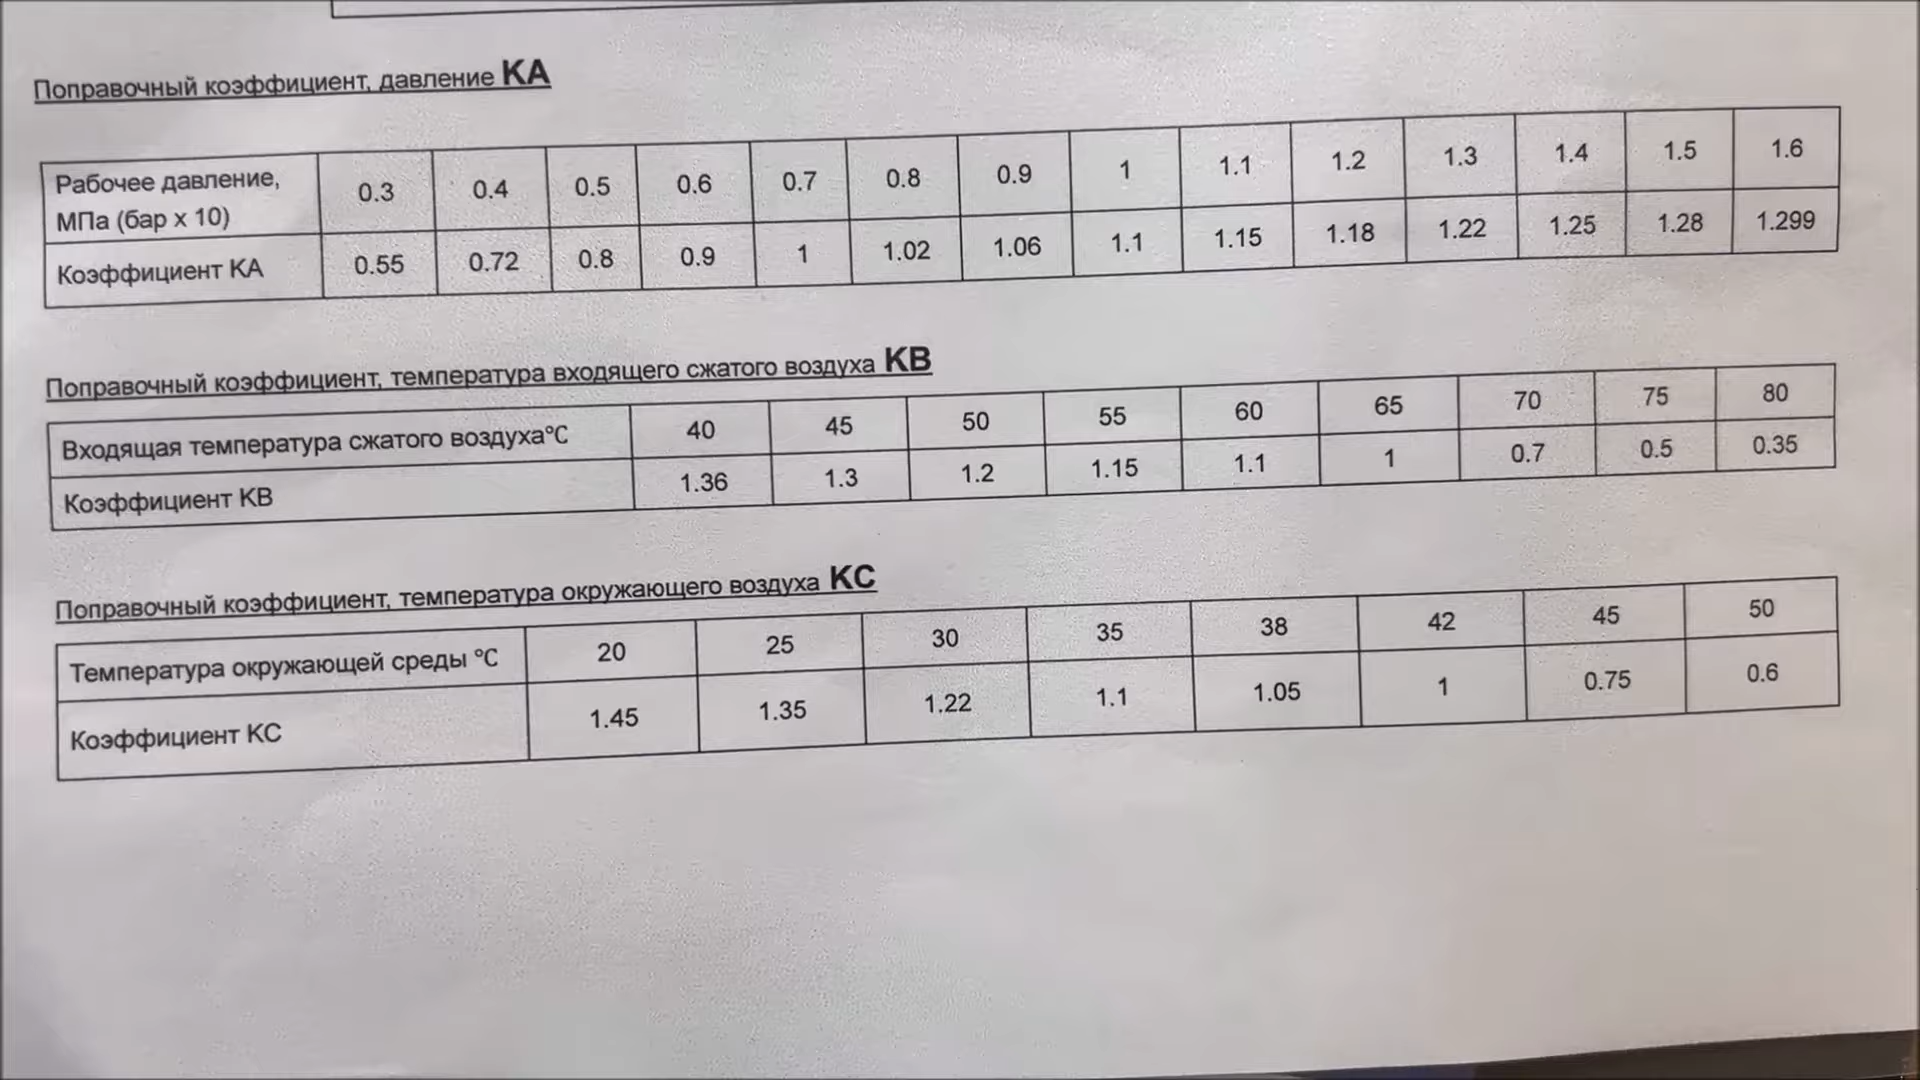 Поправочный коэффициент, давление KA
Рабочее давление, МПа (бар x 10) 0.3 0.4 0.5 0.6 0.7 0.8 0.9 1 1.1 1.2 1.3 1.4 1.5 1.6
Коэффициент KA 0.55 0.72 0.8 0.9 1 1.02 1.06 1.1 1.15 1.18 1.22 1.25 1.28 1.299
Поправочный коэффициент, температура входящего сжатого воздуха KB
Входящая температура сжатого воздуха℃ 40 45 50 55 60 65 70 75 80
Коэффициент KB 1.36 1.3 1.2 1.15 1.1 1 0.7 0.5 0.35
Поправочный коэффициент, температура окружающего воздуха KC
Температура окружающей среды ℃ 20 25 30 35 38 42 45 50
Коэффициент KC 1.45 1.35 1.22 1.1 1.05 1 0.75 0.6